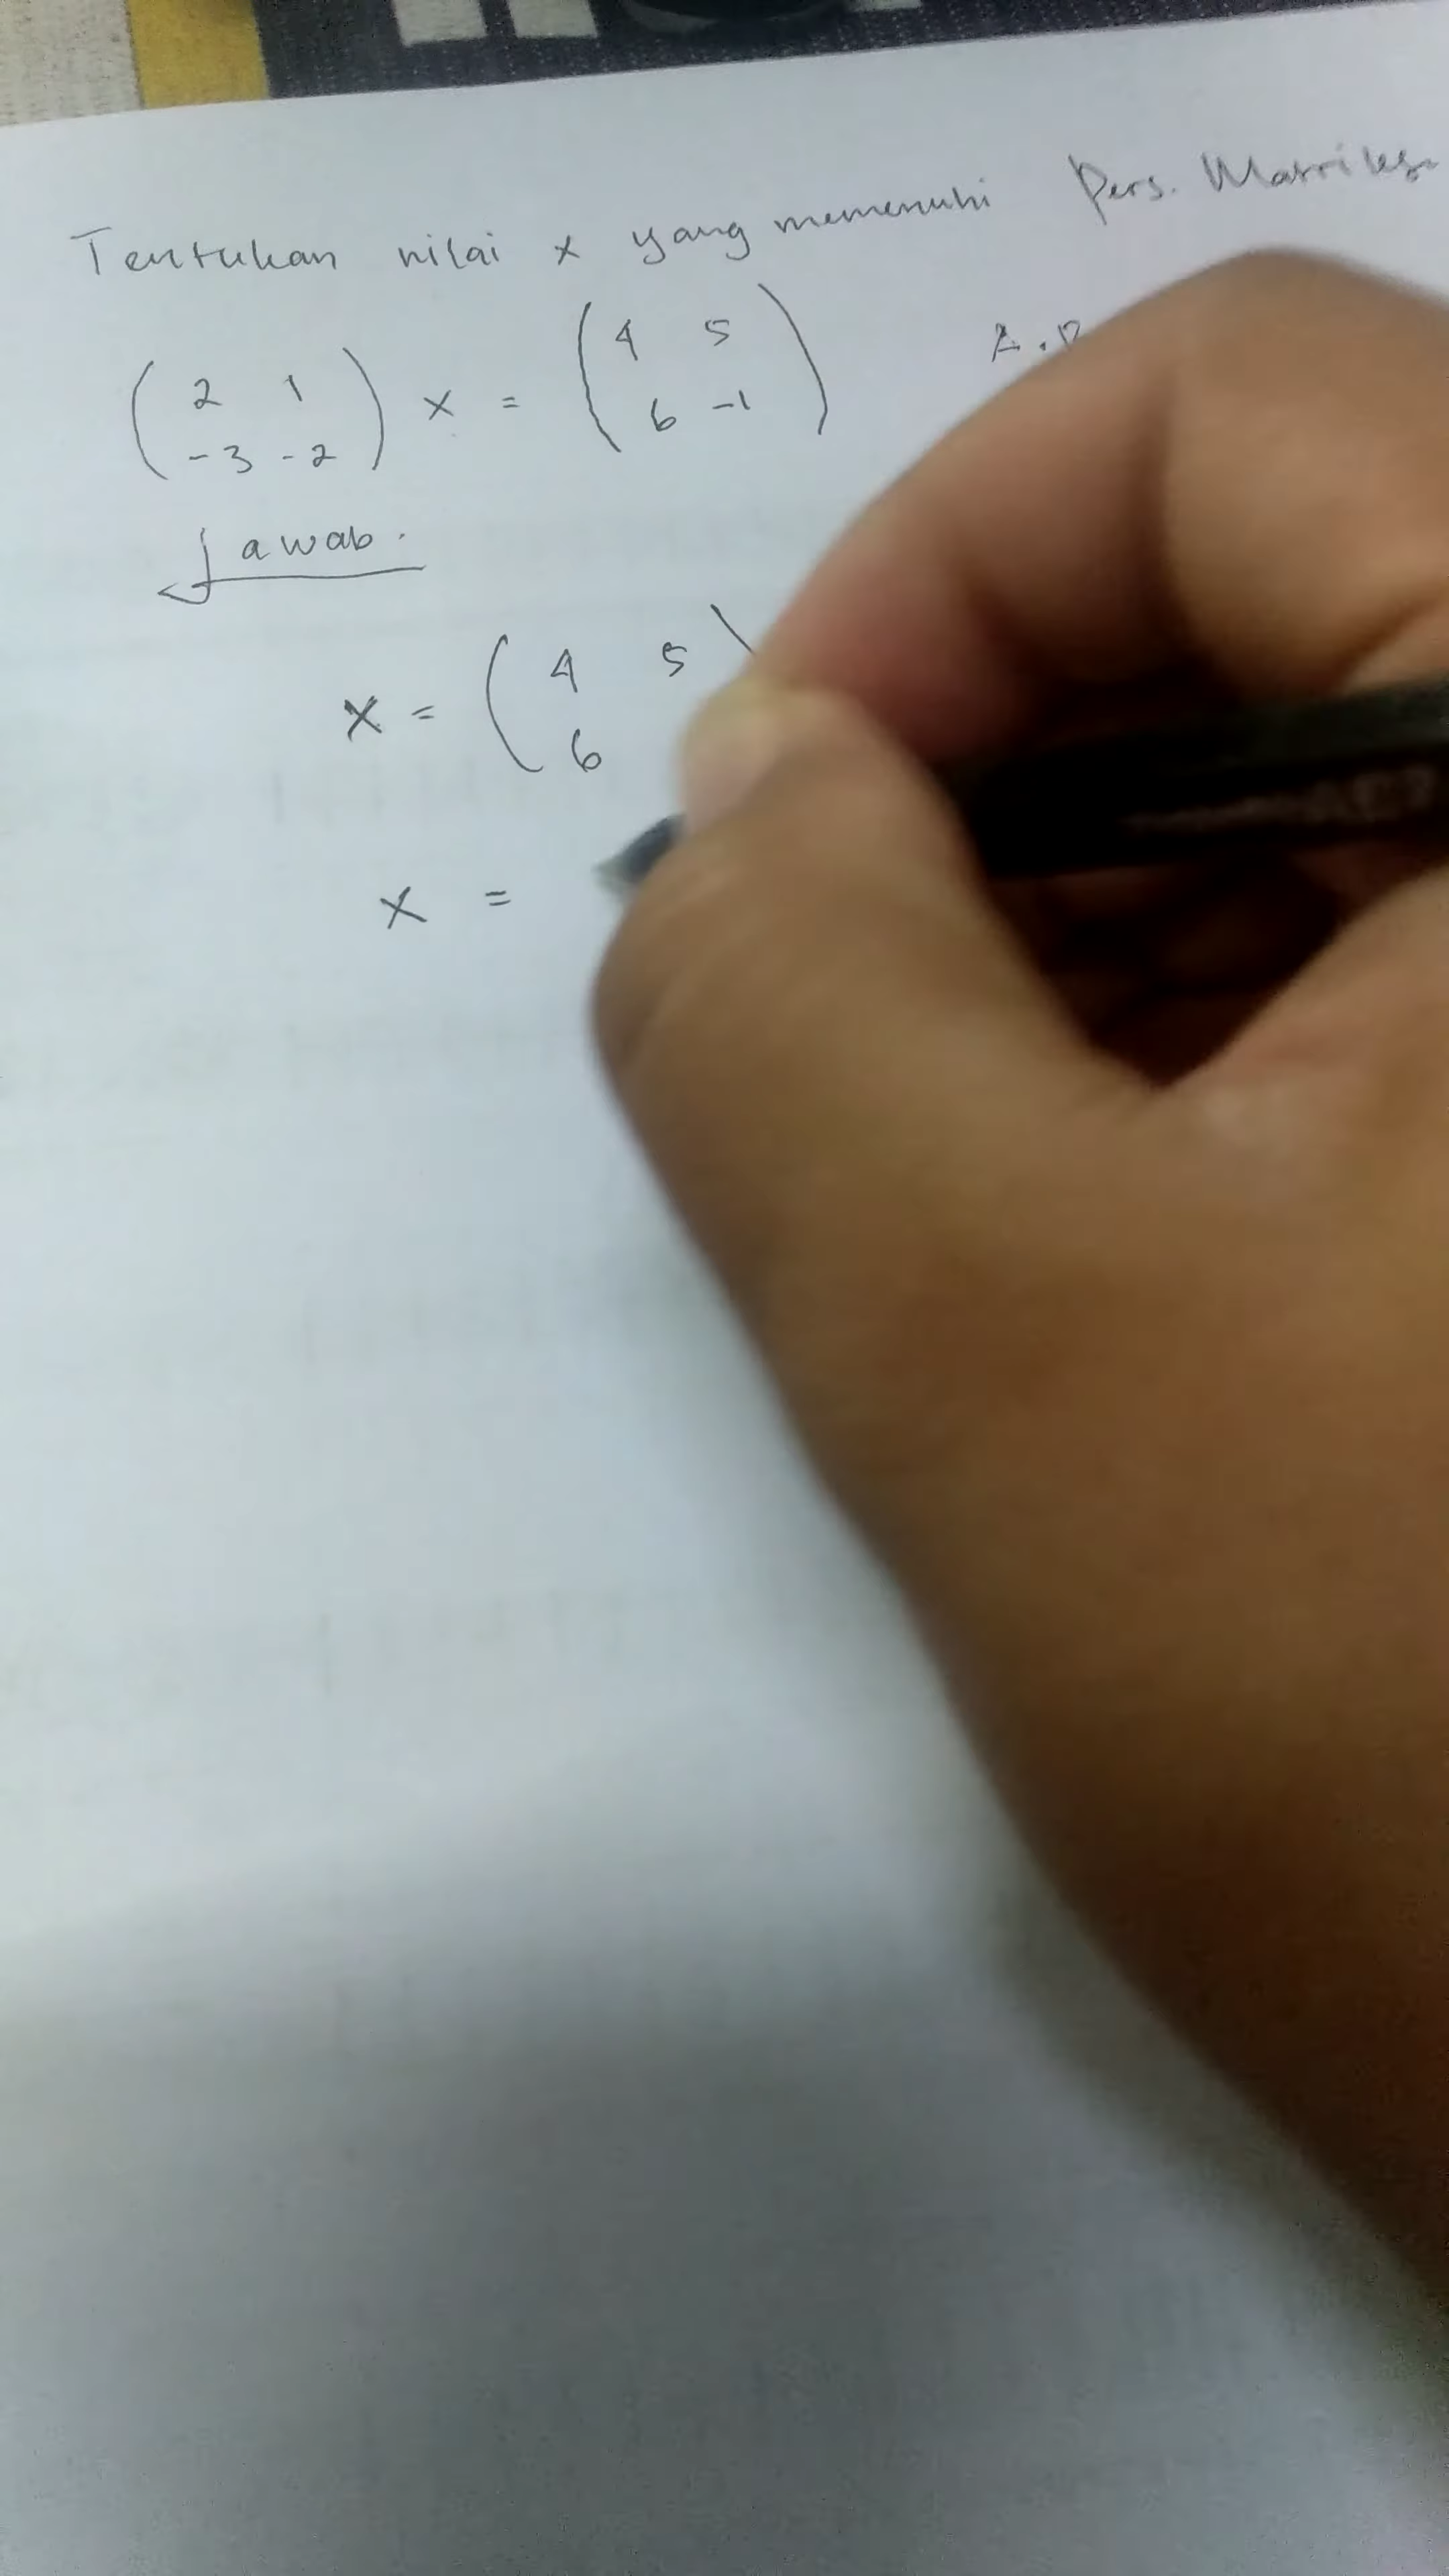 Tentukan nilai x yang memenuhi Pers. Matriks
( 2 1 ) x = ( 4 5 ) A.B
( -3 -2 ) ( 6 -1 )
Jawab.
x = ( 4 5 )
( 6
x =